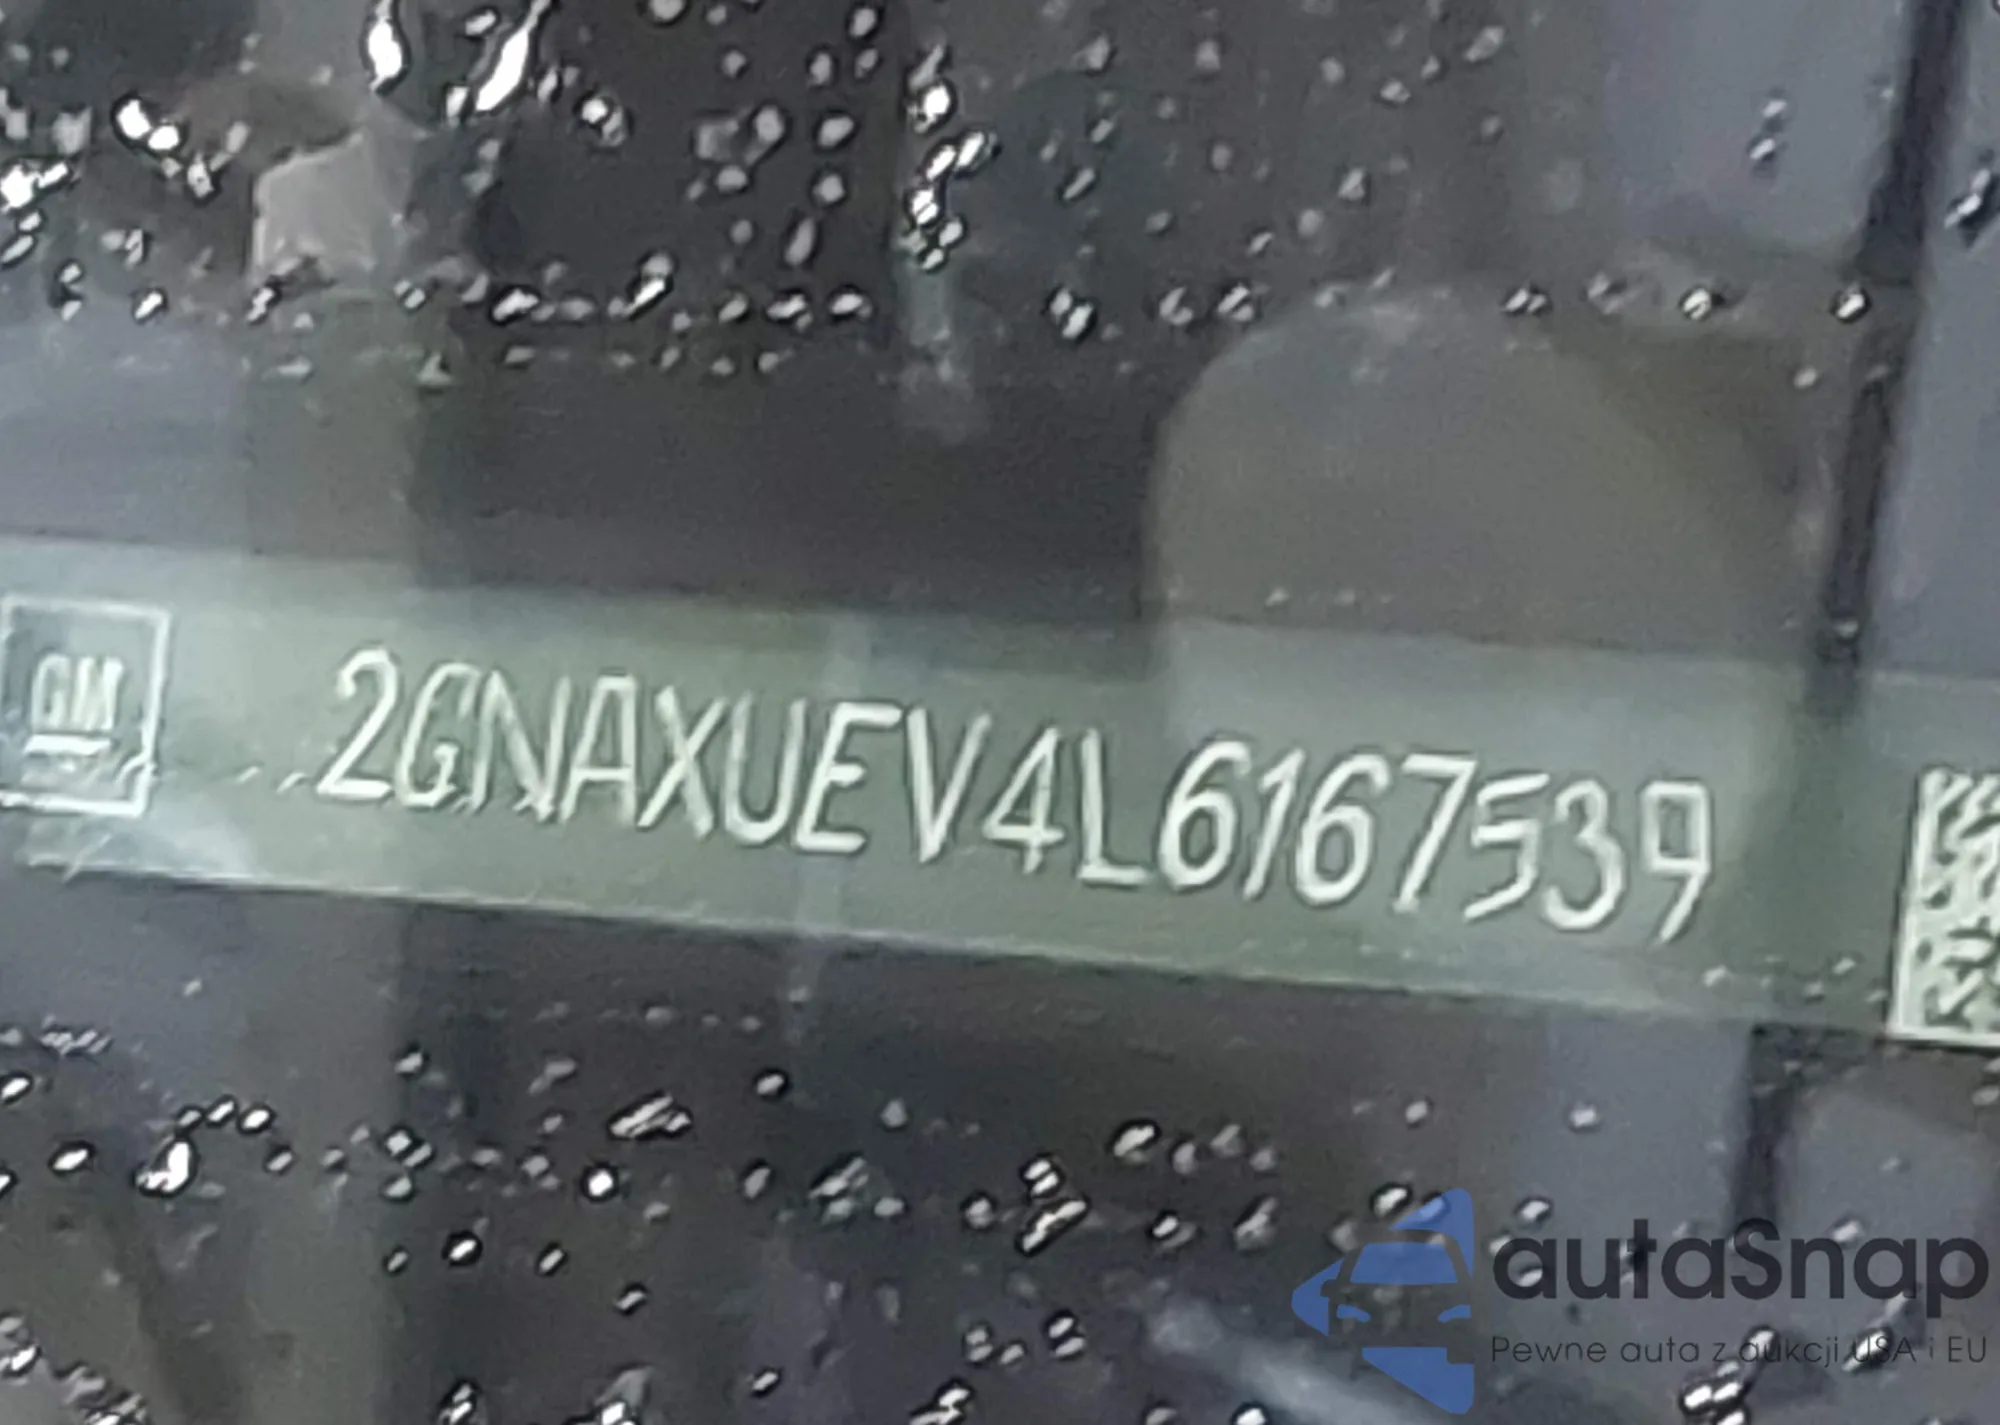 GM
2GNAXUEV4L6167539
autaSnap
Pewne auta z aukcji USA i EU